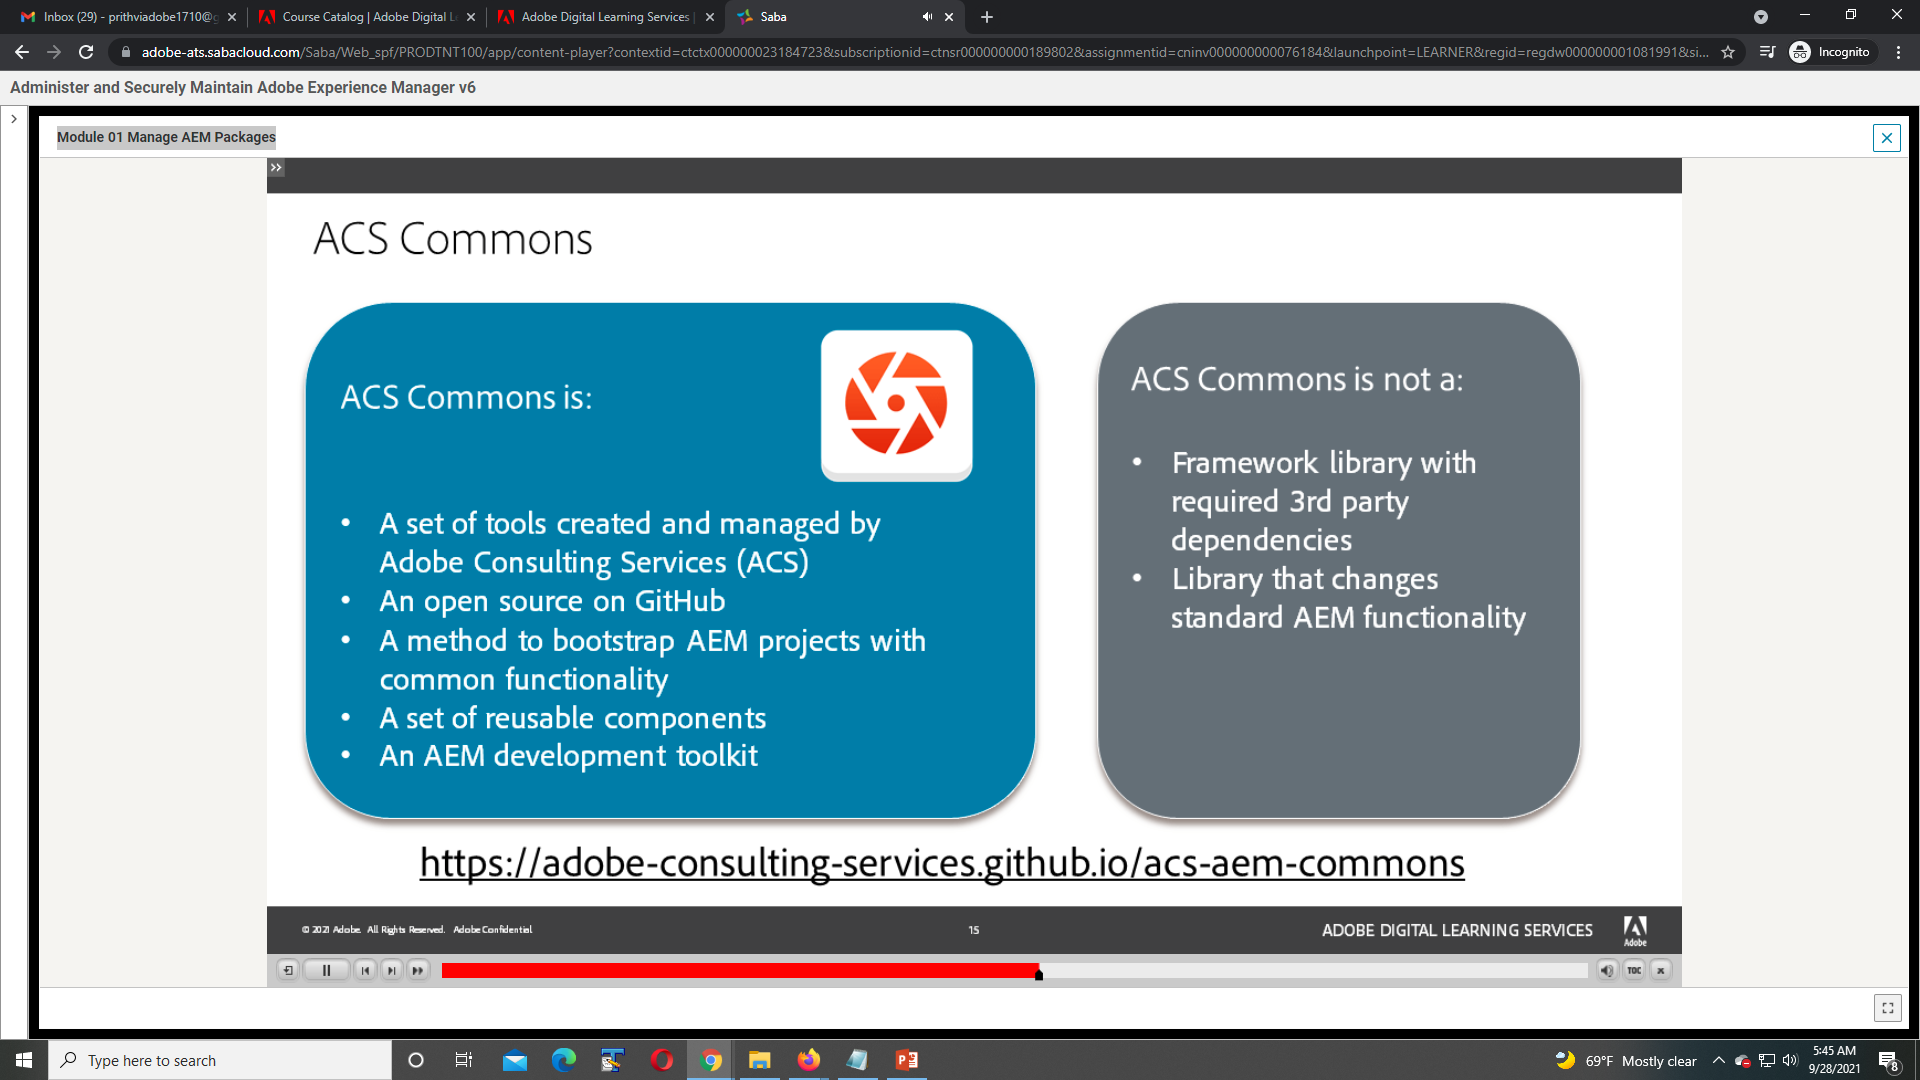 Inbox (29) - prithviadobe1710@g
Course Catalog | Adobe Digital L
Adobe Digital Learning Services |
Saba
adobe-ats.sabacloud.com/Saba/Web_spf/PRODTNT100/app/content-player?contextid=ctctx000000023184723&subscriptionid=ctnsr000000000189802&assignmentid=cninv000000000076184&launchpoint=LEARNER&regid=regdw000000001081991&si...
Incognito
Administer and Securely Maintain Adobe Experience Manager v6
Module 01 Manage AEM Packages
ACS Commons
ACS Commons is:
• A set of tools created and managed by
Adobe Consulting Services (ACS)
• An open source on GitHub
• A method to bootstrap AEM projects with
common functionality
• A set of reusable components
• An AEM development toolkit
ACS Commons is not a:
• Framework library with
required 3rd party
dependencies
• Library that changes
standard AEM functionality
https://adobe-consulting-services.github.io/acs-aem-commons
© 2021 Adobe. All Rights Reserved. Adobe Confidential
15
ADOBE DIGITAL LEARNING SERVICES
Adobe
TOC
Type here to search
69°F Mostly clear
5:45 AM
9/28/2021
8